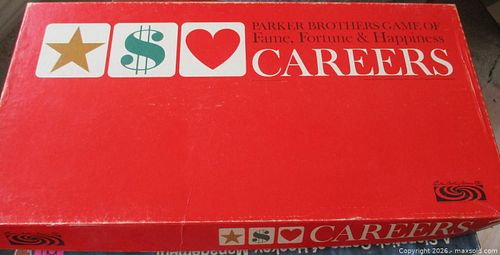 PARKER BROTHERS GAME OF
Fame, Fortune & Happiness
CAREERS
$
CAREERS
$
Copyright 2026 - maxsold.com